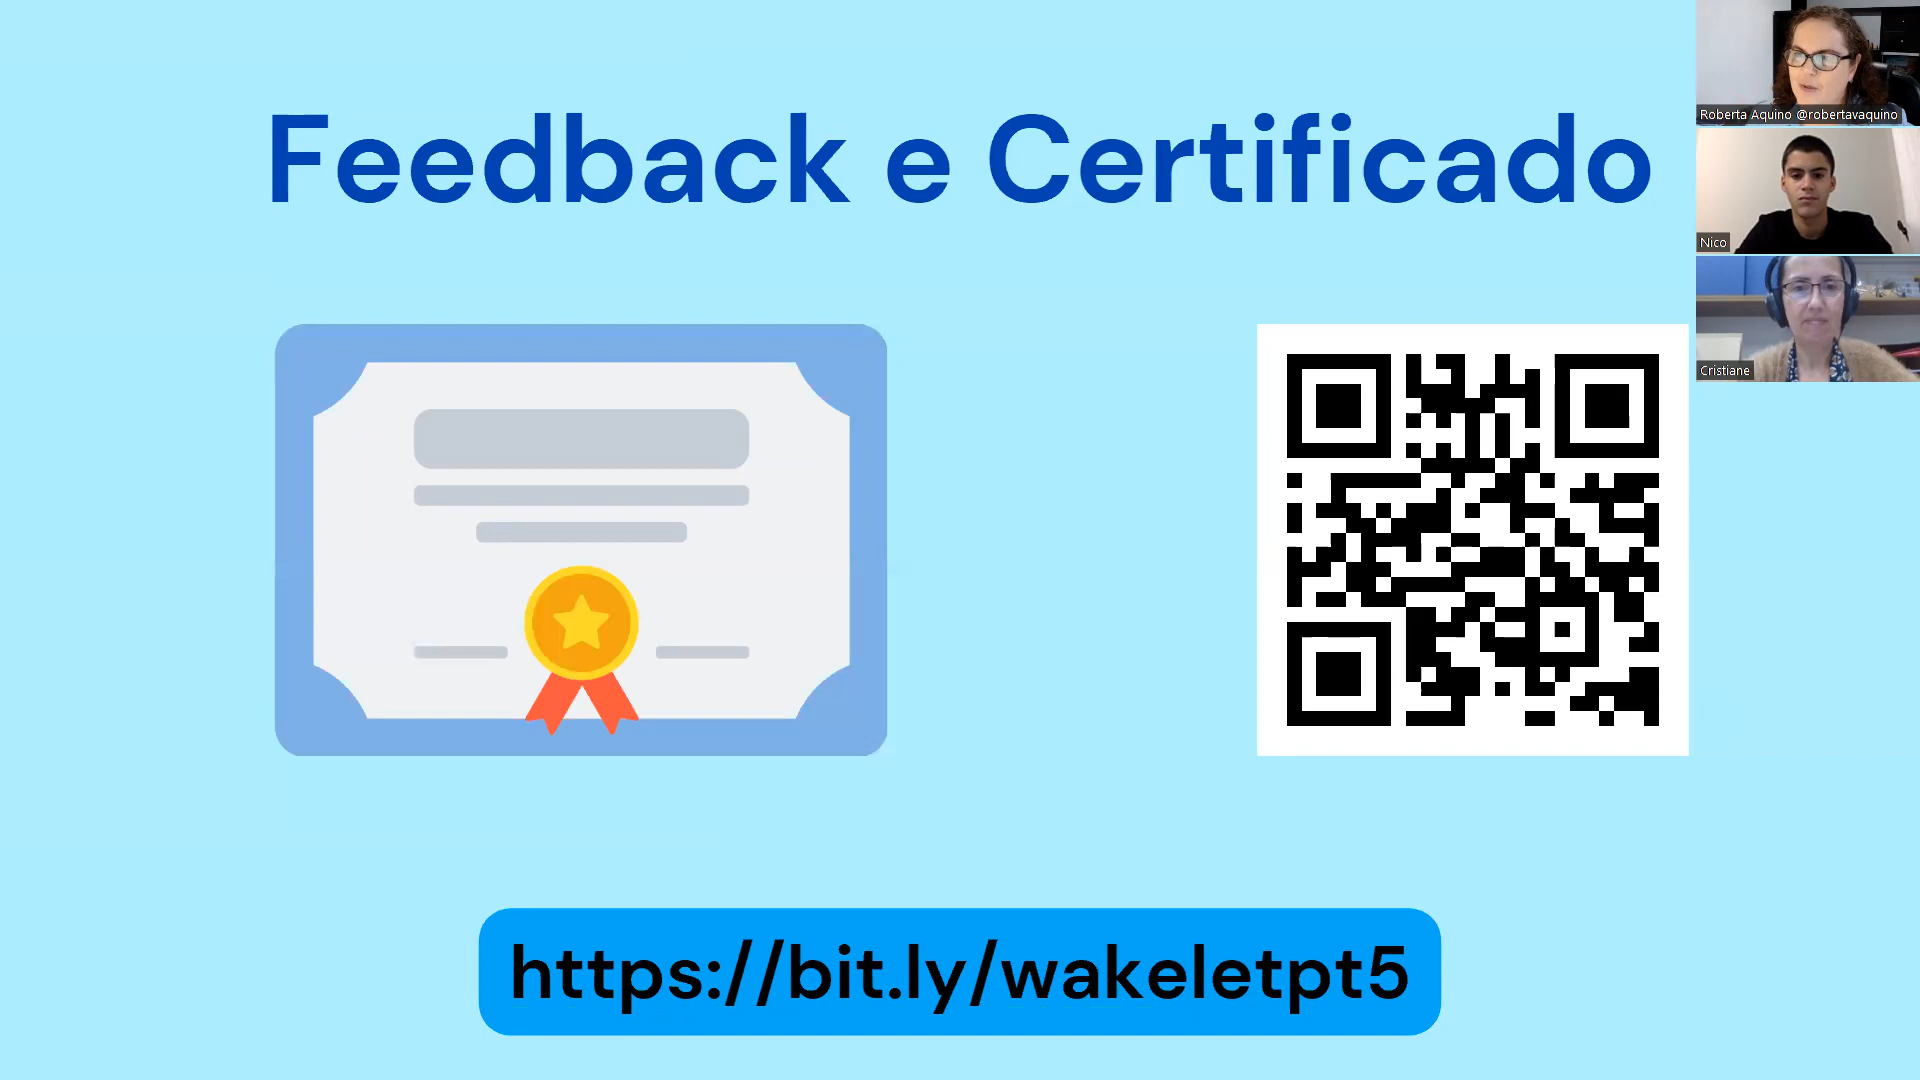 Feedback e Certificado
Roberta Aquino @robertavaquino
Nico
Cristiane
https://bit.ly/wakeletpt5